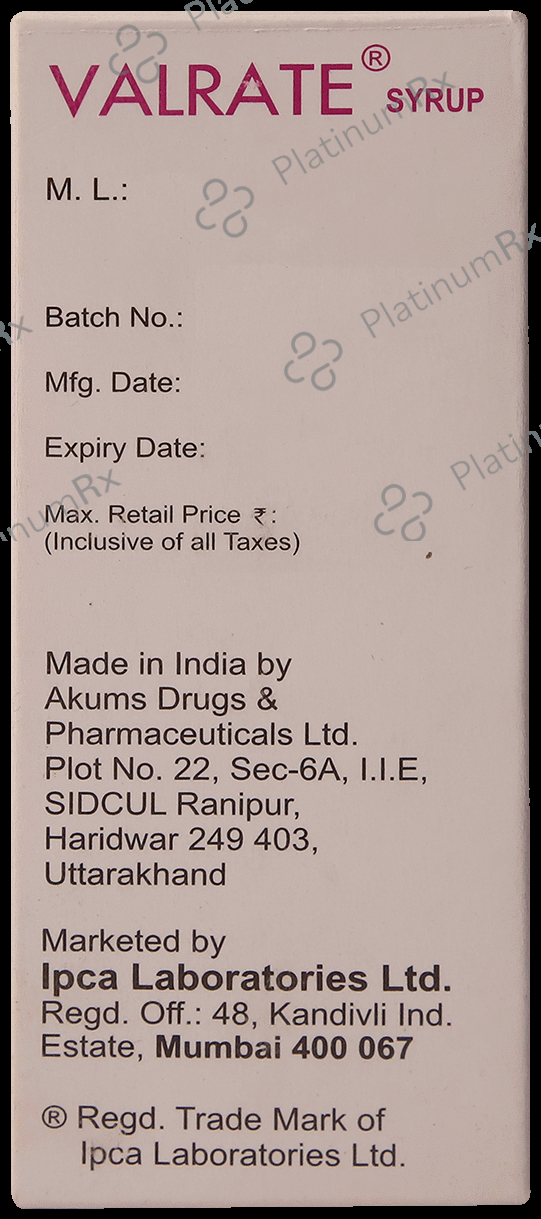 VALRATE® SYRUP
M. L.:
Batch No.:
Mfg. Date:
Expiry Date:
Max. Retail Price ₹:
(Inclusive of all Taxes)
Made in India by
Akums Drugs &
Pharmaceuticals Ltd.
Plot No. 22, Sec-6A, I.I.E,
SIDCUL Ranipur,
Haridwar 249 403,
Uttarakhand
Marketed by
Ipca Laboratories Ltd.
Regd. Off.: 48, Kandivli Ind.
Estate, Mumbai 400 067
® Regd. Trade Mark of
Ipca Laboratories Ltd.
PlatinumRx
PlatinumRx